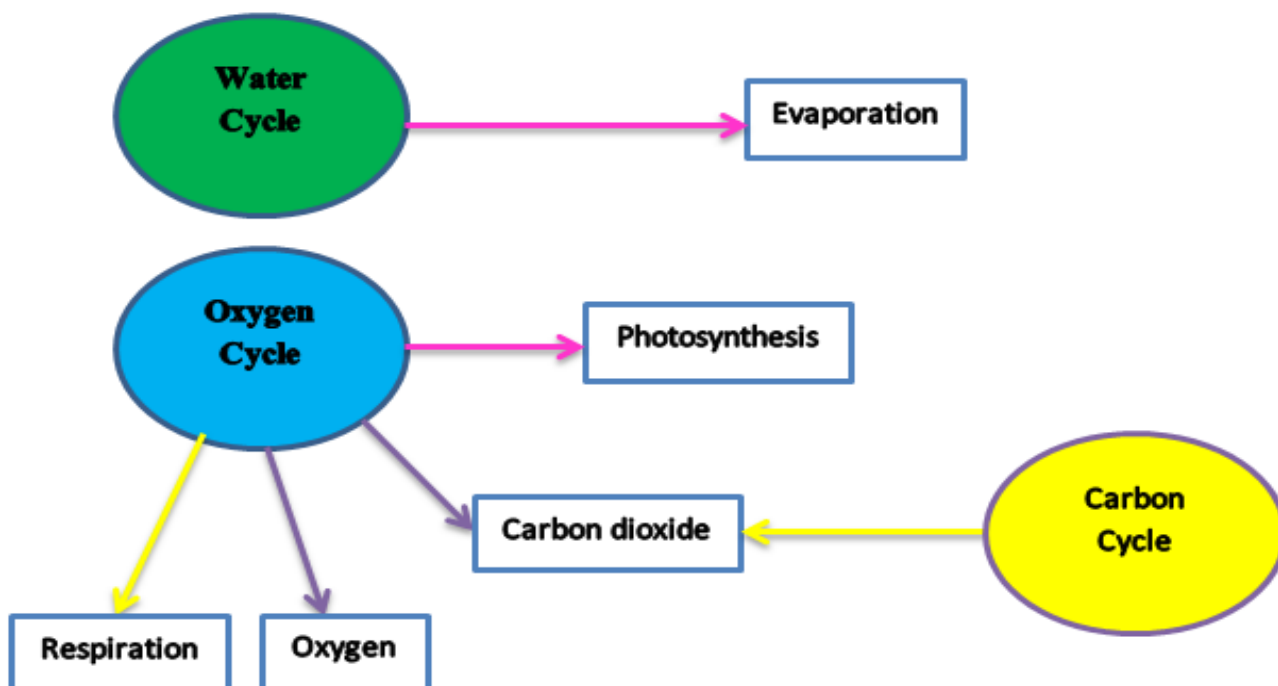 Water
Cycle
Evaporation
Oxygen
Cycle
Photosynthesis
Carbon dioxide
Carbon
Cycle
Respiration
Oxygen